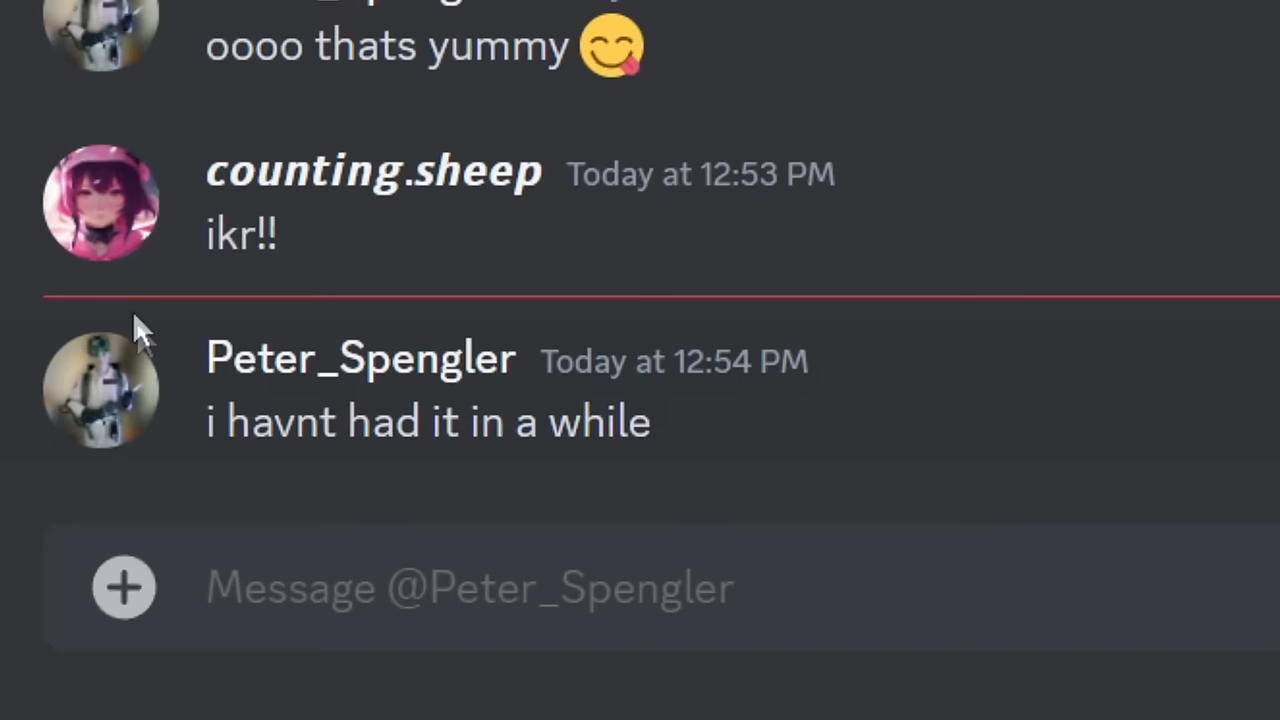 oooo thats yummy 😋
counting.sheep Today at 12:53 PM
ikr!!
Peter_Spengler Today at 12:54 PM
i havnt had it in a while
Message @Peter_Spengler